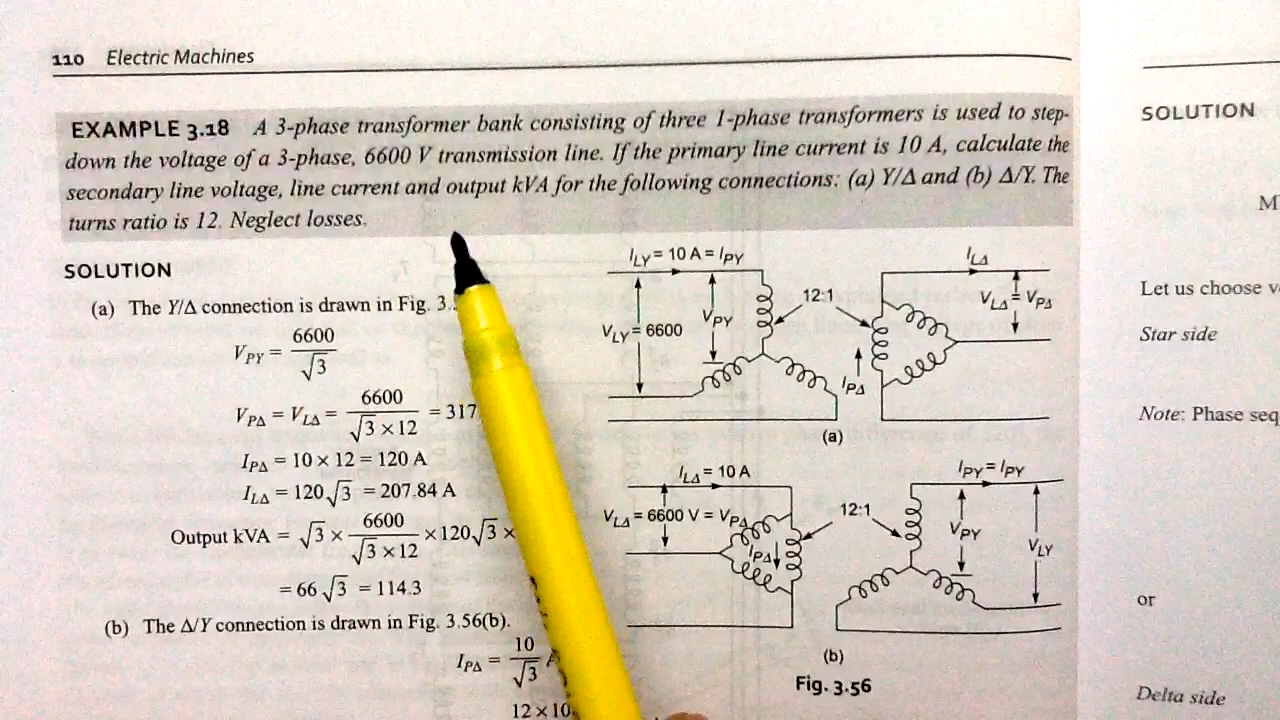 110 Electric Machines
EXAMPLE 3.18 A 3-phase transformer bank consisting of three 1-phase transformers is used to step-
down the voltage of a 3-phase, 6600 V transmission line. If the primary line current is 10 A, calculate the
secondary line voltage, line current and output kVA for the following connections: (a) Y/Δ and (b) Δ/Y. The
turns ratio is 12. Neglect losses.
SOLUTION
(a) The Y/Δ connection is drawn in Fig. 3.
V_PY = 6600/√3
V_PΔ = V_LΔ = 6600/(√3 × 12) = 317
I_PΔ = 10 × 12 = 120 A
I_LΔ = 120√3 = 207.84 A
Output kVA = √3 × 6600/(√3 × 12) × 120√3 ×
= 66√3 = 114.3
(b) The Δ/Y connection is drawn in Fig. 3.56(b).
I_PΔ = 10/√3
12 × 10
I_LY = 10 A = I_PY
V_LY = 6600
V_PY
12:1
I_PΔ
I_LΔ
V_LΔ = V_PΔ
(a)
I_LΔ = 10 A
V_LΔ = 6600 V = V_PΔ
I_PΔ
12:1
I_PY = I_PY
V_PY
V_LY
(b)
Fig. 3.56
SOLUTION
Let us choose
Star side
Note: Phase seq
or
Delta side